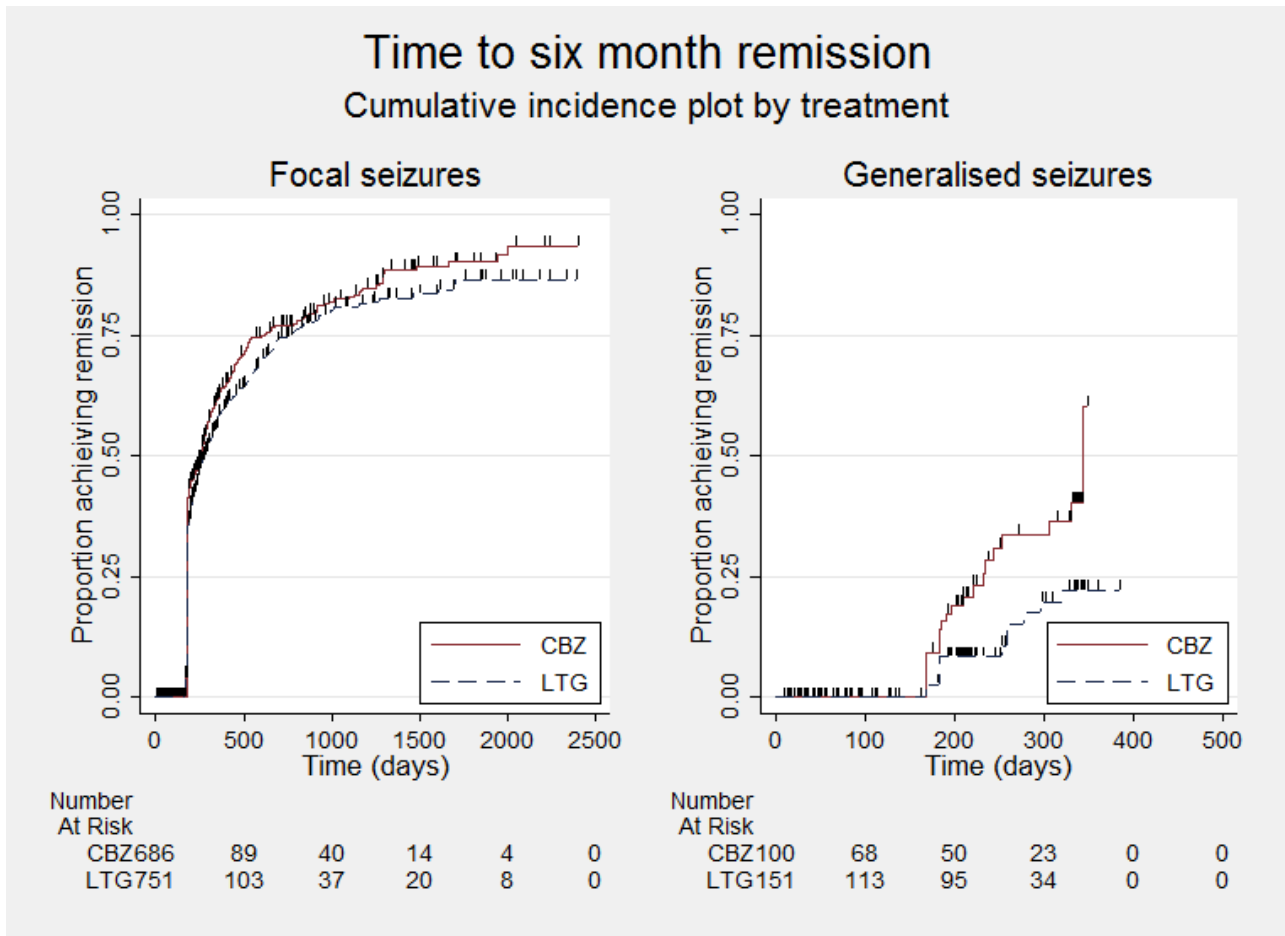 Time to six month remission
Cumulative incidence plot by treatment
Focal seizures
Proportion achieiving remission
1.00
0.75
0.50
0.25
0.00
CBZ
LTG
0 500 1000 1500 2000 2500
Time (days)
Number
At Risk
CBZ686 89 40 14 4 0
LTG751 103 37 20 8 0
Generalised seizures
Proportion achieiving remission
1.00
0.75
0.50
0.25
0.00
CBZ
LTG
0 100 200 300 400 500
Time (days)
Number
At Risk
CBZ100 68 50 23 0 0
LTG151 113 95 34 0 0